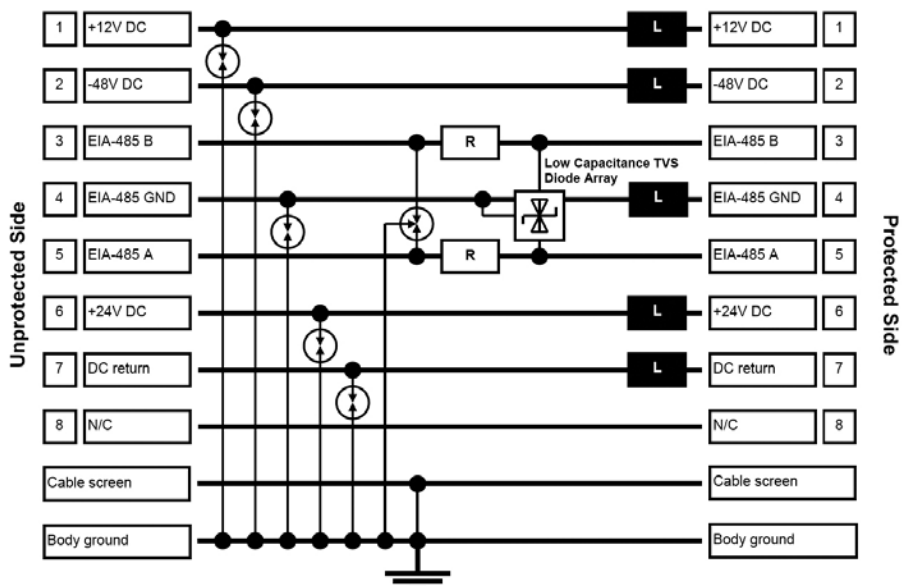 1 +12V DC L +12V DC 1
2 -48V DC L -48V DC 2
3 EIA-485 B R EIA-485 B 3
Low Capacitance TVS
Diode Array
4 EIA-485 GND L EIA-485 GND 4
5 EIA-485 A R EIA-485 A 5
6 +24V DC L +24V DC 6
7 DC return L DC return 7
8 N/C N/C 8
Cable screen Cable screen
Body ground Body ground
Unprotected Side
Protected Side